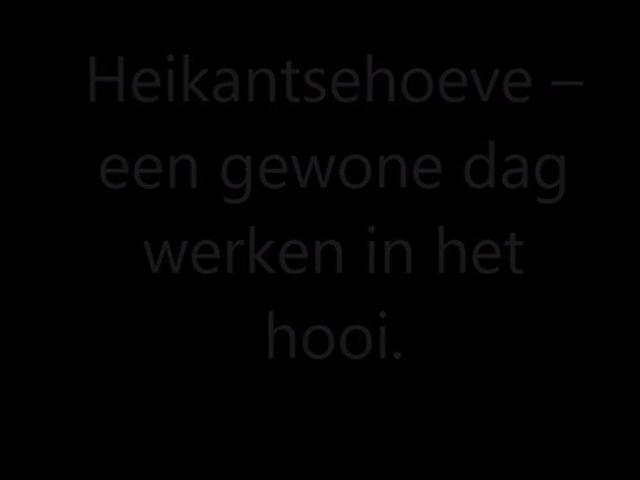 Heikantsehoeve –
een gewone dag
werken in het
hooi.